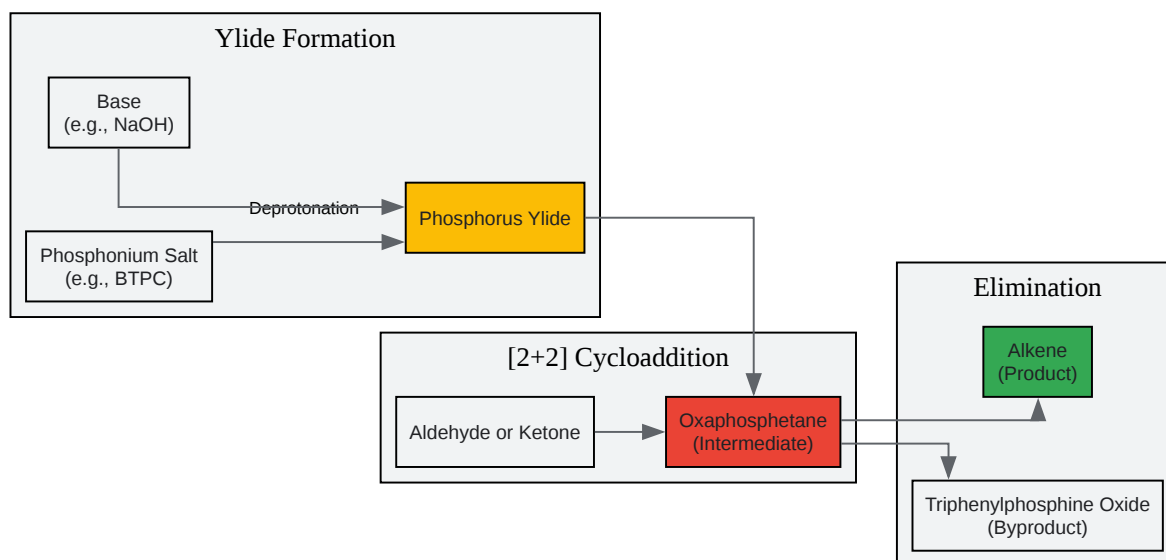 Ylide Formation
Base
(e.g., NaOH)
Deprotonation
Phosphorus Ylide
Phosphonium Salt
(e.g., BTPC)
[2+2] Cycloaddition
Aldehyde or Ketone
Oxaphosphetane
(Intermediate)
Elimination
Alkene
(Product)
Triphenylphosphine Oxide
(Byproduct)